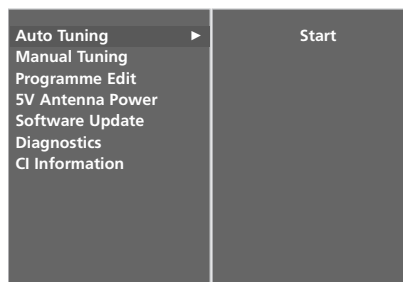 Auto Tuning ► Start
Manual Tuning
Programme Edit
5V Antenna Power
Software Update
Diagnostics
CI Information